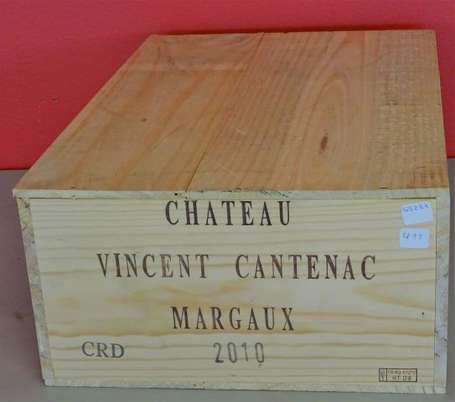 CHATEAU
VINCENT CANTENAC
MARGAUX
CRD 2010